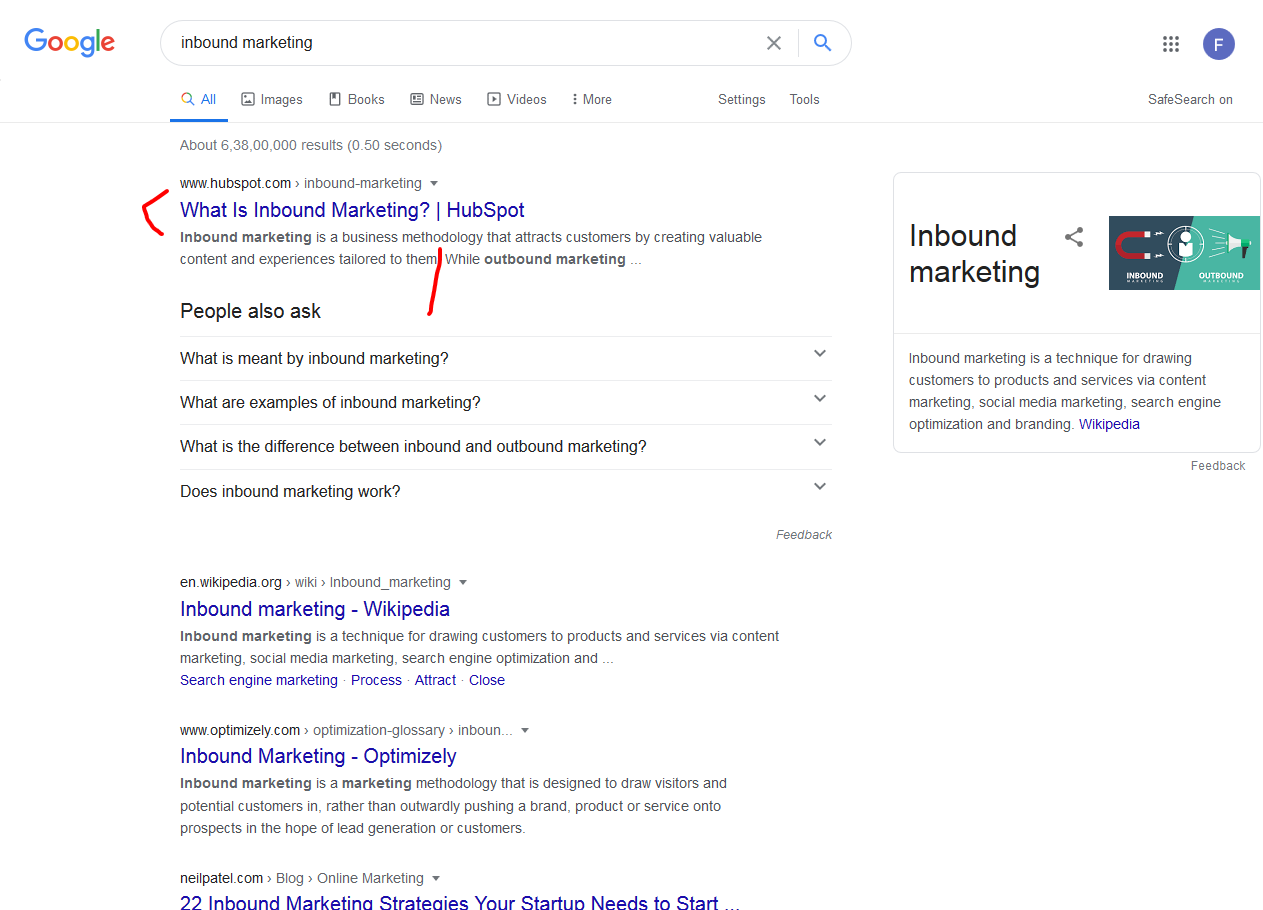 Google
inbound marketing
F
All Images Books News Videos More Settings Tools SafeSearch on
About 6,38,00,000 results (0.50 seconds)
www.hubspot.com › inbound-marketing
What Is Inbound Marketing? | HubSpot
Inbound marketing is a business methodology that attracts customers by creating valuable
content and experiences tailored to them. While outbound marketing ...
People also ask
What is meant by inbound marketing?
What are examples of inbound marketing?
What is the difference between inbound and outbound marketing?
Does inbound marketing work?
Feedback
en.wikipedia.org › wiki › Inbound_marketing
Inbound marketing - Wikipedia
Inbound marketing is a technique for drawing customers to products and services via content
marketing, social media marketing, search engine optimization and ...
Search engine marketing · Process · Attract · Close
www.optimizely.com › optimization-glossary › inboun...
Inbound Marketing - Optimizely
Inbound marketing is a marketing methodology that is designed to draw visitors and
potential customers in, rather than outwardly pushing a brand, product or service onto
prospects in the hope of lead generation or customers.
neilpatel.com › Blog › Online Marketing
22 Inbound Marketing Strategies Your Startup Needs to Start ...
Inbound
marketing
INBOUND
MARKETING
OUTBOUND
MARKETING
Inbound marketing is a technique for drawing
customers to products and services via content
marketing, social media marketing, search engine
optimization and branding. Wikipedia
Feedback